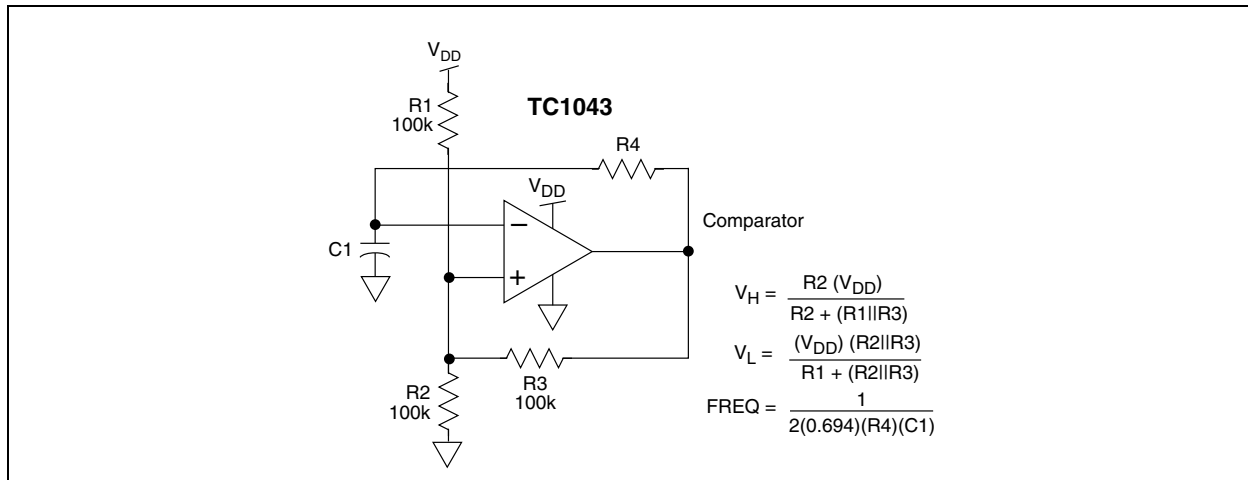 V_DD
R1
100k
TC1043
R4
V_DD
−
Comparator
C1
+
V_H = R2 (V_DD) / R2 + (R1||R3)
V_L = (V_DD) (R2||R3) / R1 + (R2||R3)
R3
100k
R2
100k
FREQ = 1 / 2(0.694)(R4)(C1)